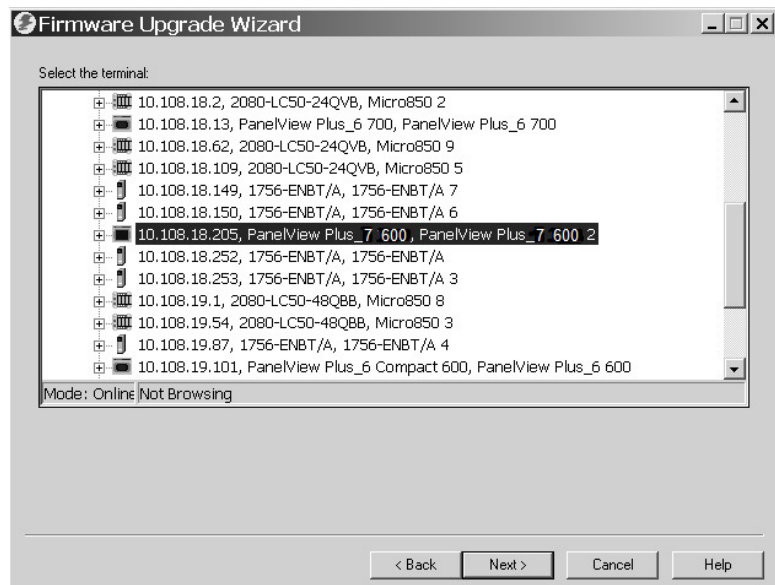 Firmware Upgrade Wizard
Select the terminal:
10.108.18.2, 2080-LC50-24QVB, Micro850 2
10.108.18.13, PanelView Plus_6 700, PanelView Plus_6 700
10.108.18.62, 2080-LC50-24QVB, Micro850 9
10.108.18.109, 2080-LC50-24QVB, Micro850 5
10.108.18.149, 1756-ENBT/A, 1756-ENBT/A 7
10.108.18.150, 1756-ENBT/A, 1756-ENBT/A 6
10.108.18.205, PanelView Plus_7 600, PanelView Plus_7 600 2
10.108.18.252, 1756-ENBT/A, 1756-ENBT/A
10.108.18.253, 1756-ENBT/A, 1756-ENBT/A 3
10.108.19.1, 2080-LC50-48QBB, Micro850 8
10.108.19.54, 2080-LC50-48QBB, Micro850 3
10.108.19.87, 1756-ENBT/A, 1756-ENBT/A 4
10.108.19.101, PanelView Plus_6 Compact 600, PanelView Plus_6 600
Mode: Online Not Browsing
< Back Next > Cancel Help